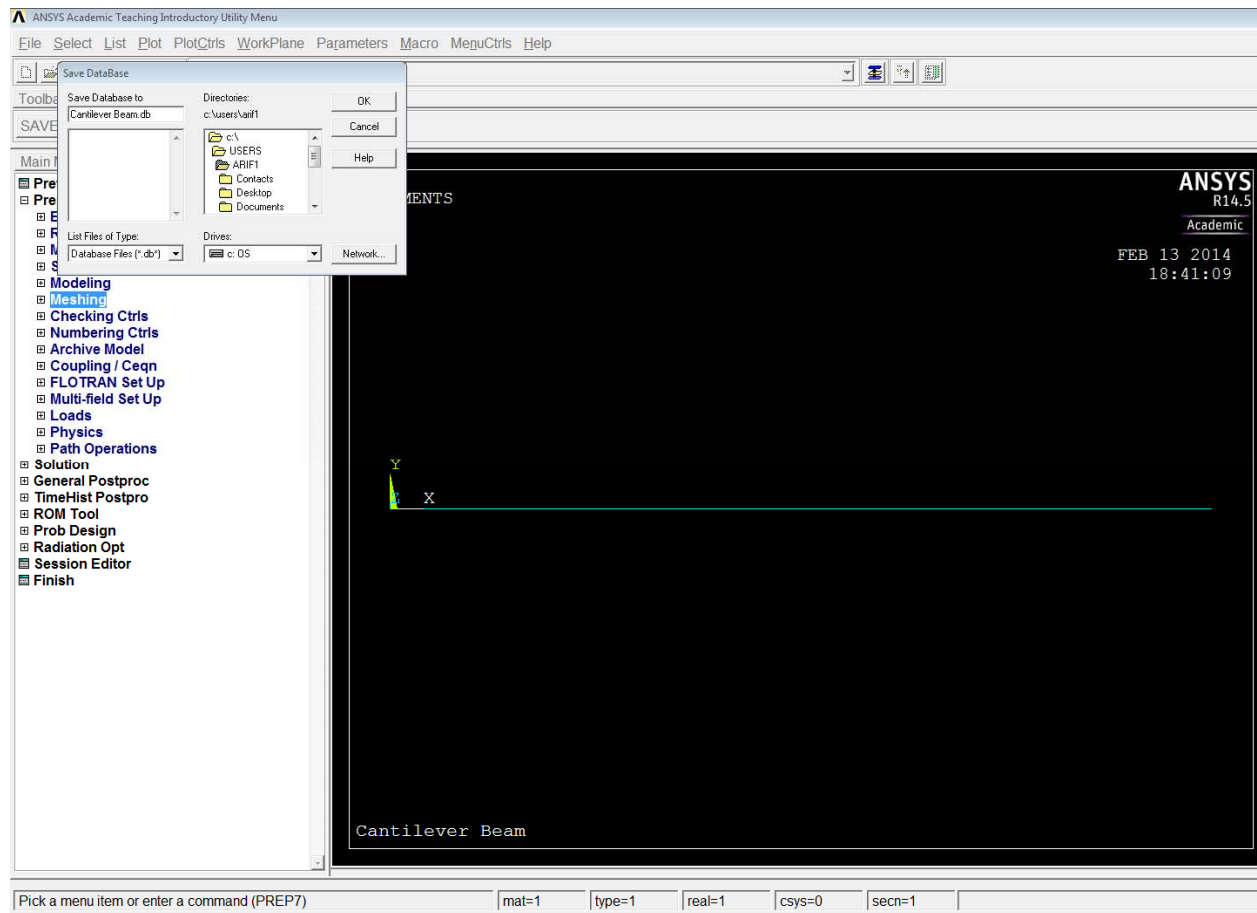 ANSYS Academic Teaching Introductory Utility Menu
File Select List Plot PlotCtrls WorkPlane Parameters Macro MenuCtrls Help
Save DataBase
Save Database to
Cantilever Beam.db
Directories:
c:\users\arif1
c:\
USERS
ARIF1
Contacts
Desktop
Documents
OK
Cancel
Help
List Files of Type:
Database Files (*.db*)
Drives:
c: OS
Network...
Toolba
SAVE
Main M
Pre
Pre
E
R
M
S
Modeling
Meshing
Checking Ctrls
Numbering Ctrls
Archive Model
Coupling / Ceqn
FLOTRAN Set Up
Multi-field Set Up
Loads
Physics
Path Operations
Solution
General Postproc
TimeHist Postpro
ROM Tool
Prob Design
Radiation Opt
Session Editor
Finish
MENTS
ANSYS
R14.5
Academic
FEB 13 2014
18:41:09
Y
Z X
Cantilever Beam
Pick a menu item or enter a command (PREP7) mat=1 type=1 real=1 csys=0 secn=1